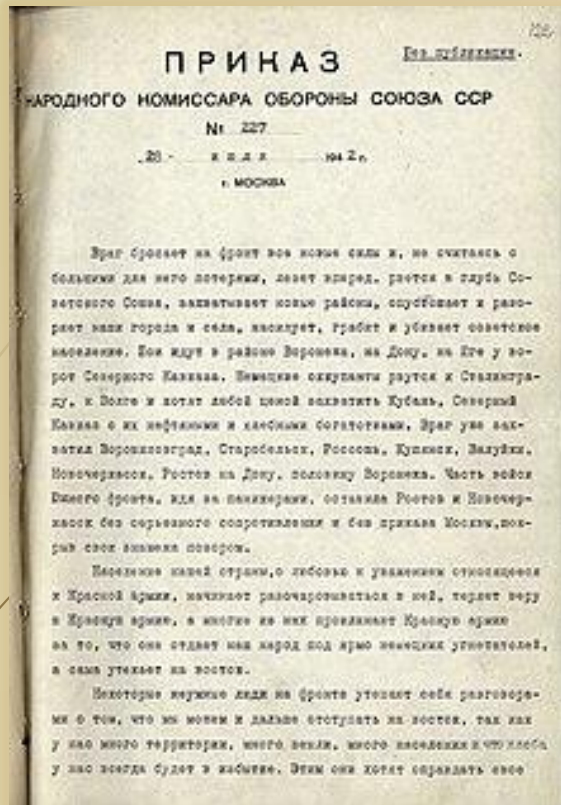 Без публикации.
ПРИКАЗ
НАРОДНОГО КОМИССАРА ОБОРОНЫ СОЮЗА ССР
№ 227
28 июля 1942 г.
г. МОСКВА
Враг бросает на фронт все новые силы и, не считаясь с
большими для него потерями, лезет вперед, рвется в глубь Со-
ветского Союза, захватывает новые районы, опустошает и разо-
ряет наши города и села, насилует, грабит и убивает советское
население. Бои идут в районе Воронежа, на Дону, на юге у во-
рот Северного Кавказа. Немецкие оккупанты рвутся к Сталингра-
ду, к Волге и хотят любой ценой захватить Кубань, Северный
Кавказ с их нефтяными и хлебными богатствами. Враг уже зах-
ватил Ворошиловград, Старобельск, Россошь, Купянск, Валуйки,
Новочеркасск, Ростов на Дону, половину Воронежа. Часть войск
Южного фронта, идя за паникерами, оставила Ростов и Новочер-
касск без серьезного сопротивления и без приказа Москвы, пок-
рыв свои знамена позором.
Население нашей страны, с любовью и уважением относящееся
к Красной армии, начинает разочаровываться в ней, теряет веру
в Красную армию, а многие из них проклинают Красную армию
за то, что она отдает наш народ под ярмо немецких угнетателей,
а сама утекает на восток.
Некоторые неумные люди на фронте утешают себя разговора-
ми о том, что мы можем и дальше отступать на восток, так как
у нас много территории, много земли, много населения и что хлеба
у нас всегда будет в избытке. Этим они хотят оправдать свое